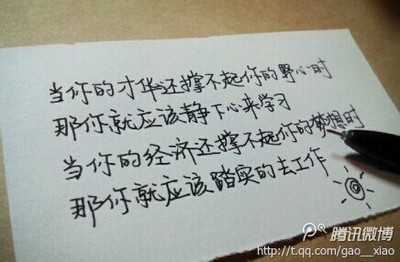 当你的才华还撑不起你的野心时
那你就应该静下心来学习
当你的经济还撑不起你的梦想时
那你就应该踏实的去工作
腾讯微博
http://t.qq.com/gao__xiao